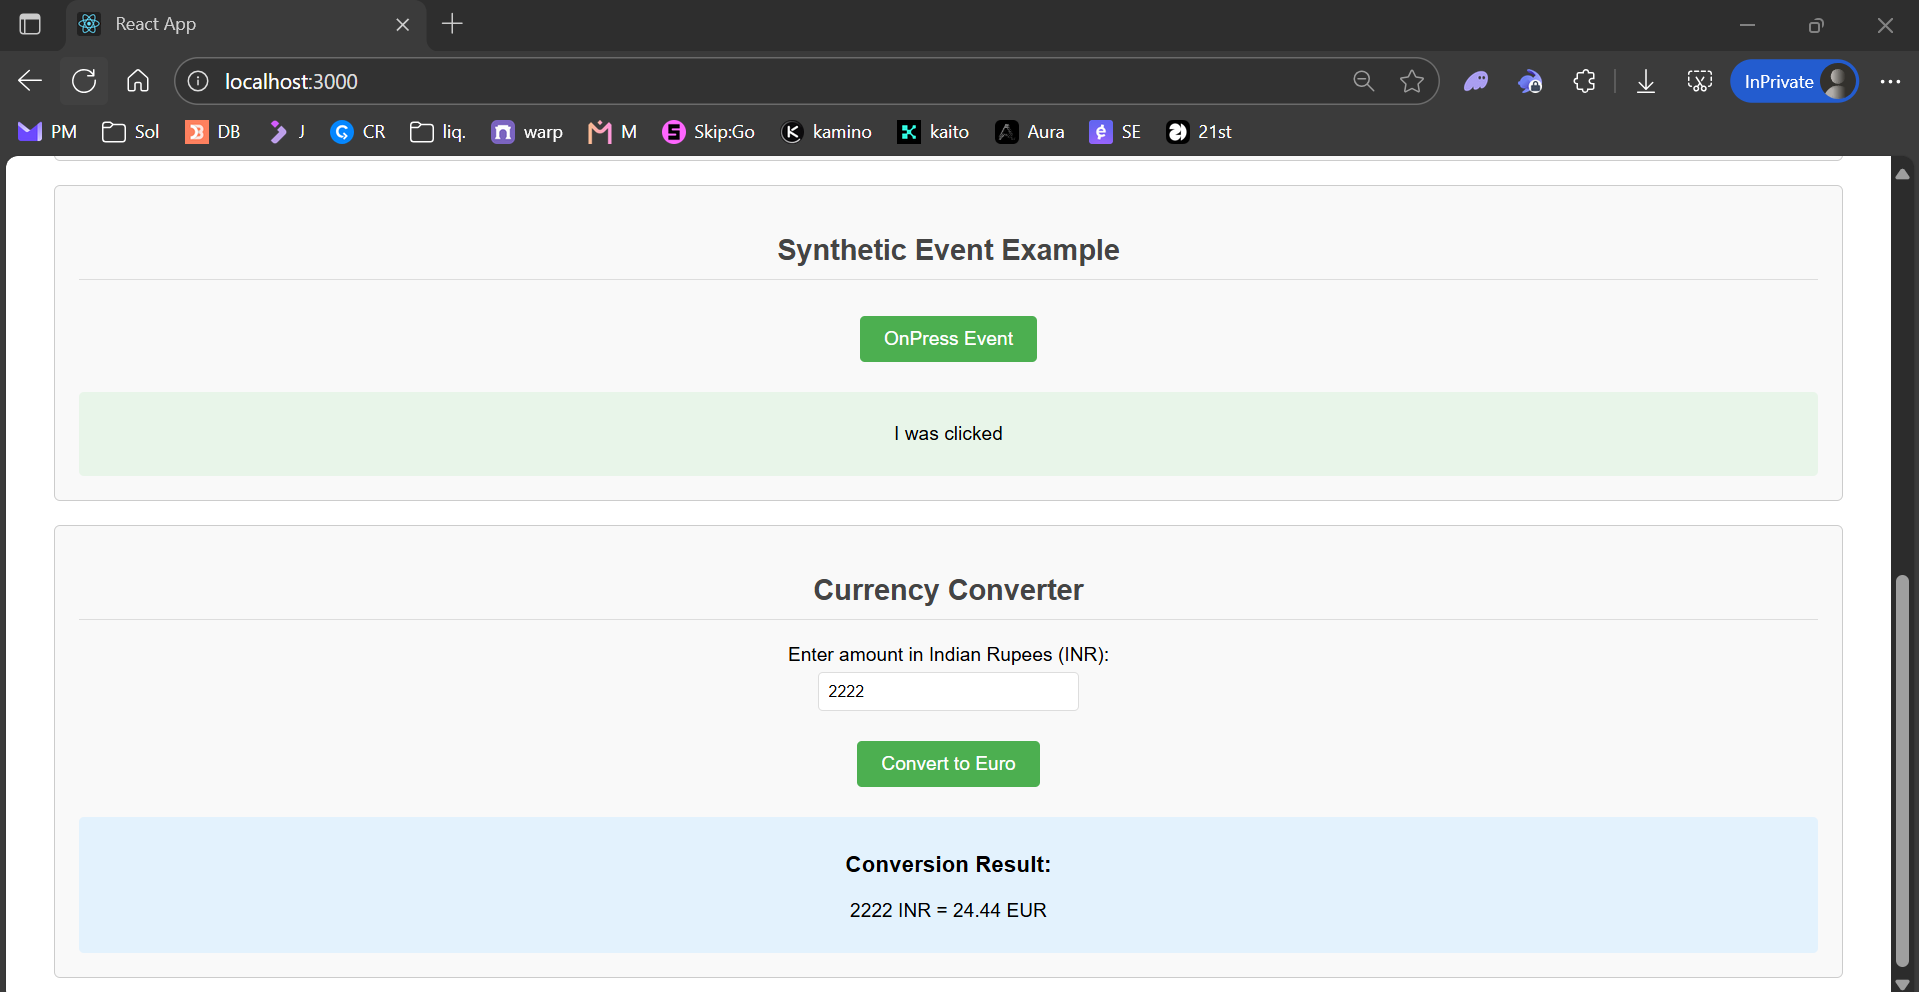 React App
localhost:3000
InPrivate
PM Sol DB J CR liq. warp M Skip:Go kamino kaito Aura SE 21st
Synthetic Event Example
OnPress Event
I was clicked
Currency Converter
Enter amount in Indian Rupees (INR):
2222
Convert to Euro
Conversion Result:
2222 INR = 24.44 EUR